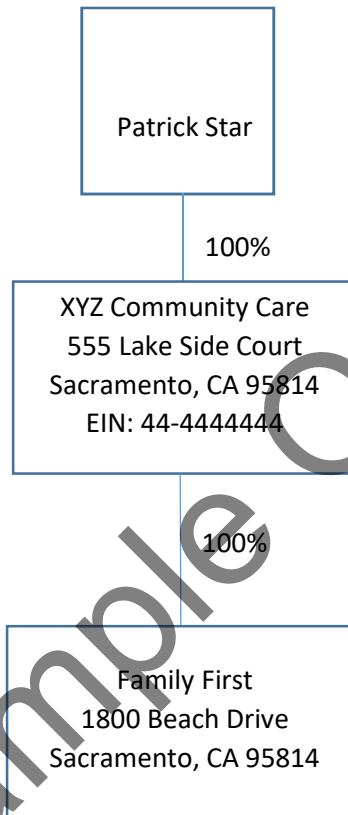 Patrick Star
100%
XYZ Community Care
555 Lake Side Court
Sacramento, CA 95814
EIN: 44-4444444
100%
Family First
1800 Beach Drive
Sacramento, CA 95814